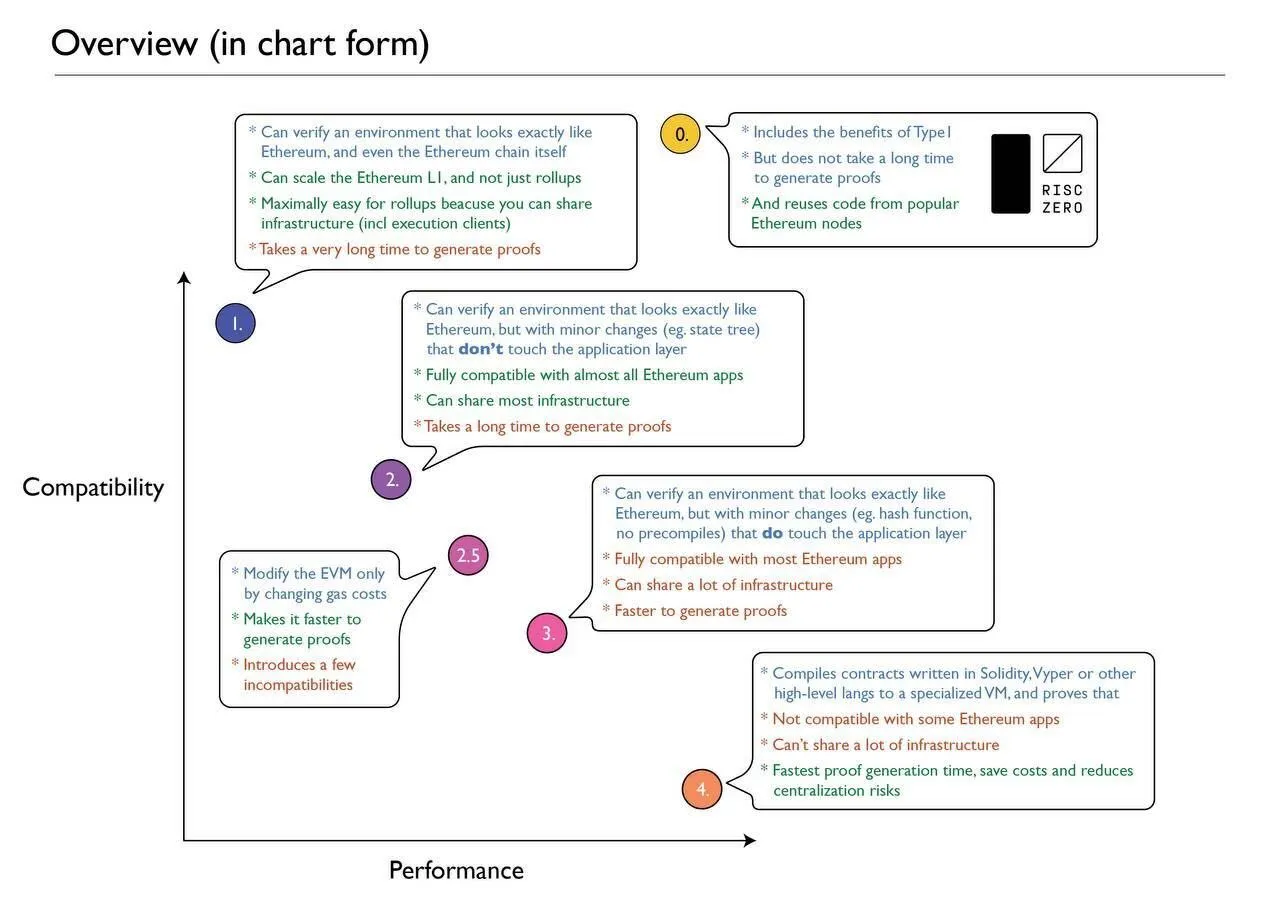 Overview (in chart form)
* Can verify an environment that looks exactly like
Ethereum, and even the Ethereum chain itself
* Can scale the Ethereum L1, and not just rollups
* Maximally easy for rollups beacuse you can share
infrastructure (incl execution clients)
* Takes a very long time to generate proofs
1.
0.
* Includes the benefits of Type1
* But does not take a long time
to generate proofs
* And reuses code from popular
Ethereum nodes
RISC
ZERO
* Can verify an environment that looks exactly like
Ethereum, but with minor changes (eg. state tree)
that don't touch the application layer
* Fully compatible with almost all Ethereum apps
* Can share most infrastructure
* Takes a long time to generate proofs
2.
Compatibility
* Can verify an environment that looks exactly like
Ethereum, but with minor changes (eg. hash function,
no precompiles) that do touch the application layer
* Fully compatible with most Ethereum apps
* Can share a lot of infrastructure
* Faster to generate proofs
3.
2.5
* Modify the EVM only
by changing gas costs
* Makes it faster to
generate proofs
* Introduces a few
incompatibilities
* Compiles contracts written in Solidity, Vyper or other
high-level langs to a specialized VM, and proves that
* Not compatible with some Ethereum apps
* Can't share a lot of infrastructure
* Fastest proof generation time, save costs and reduces
centralization risks
4.
Performance